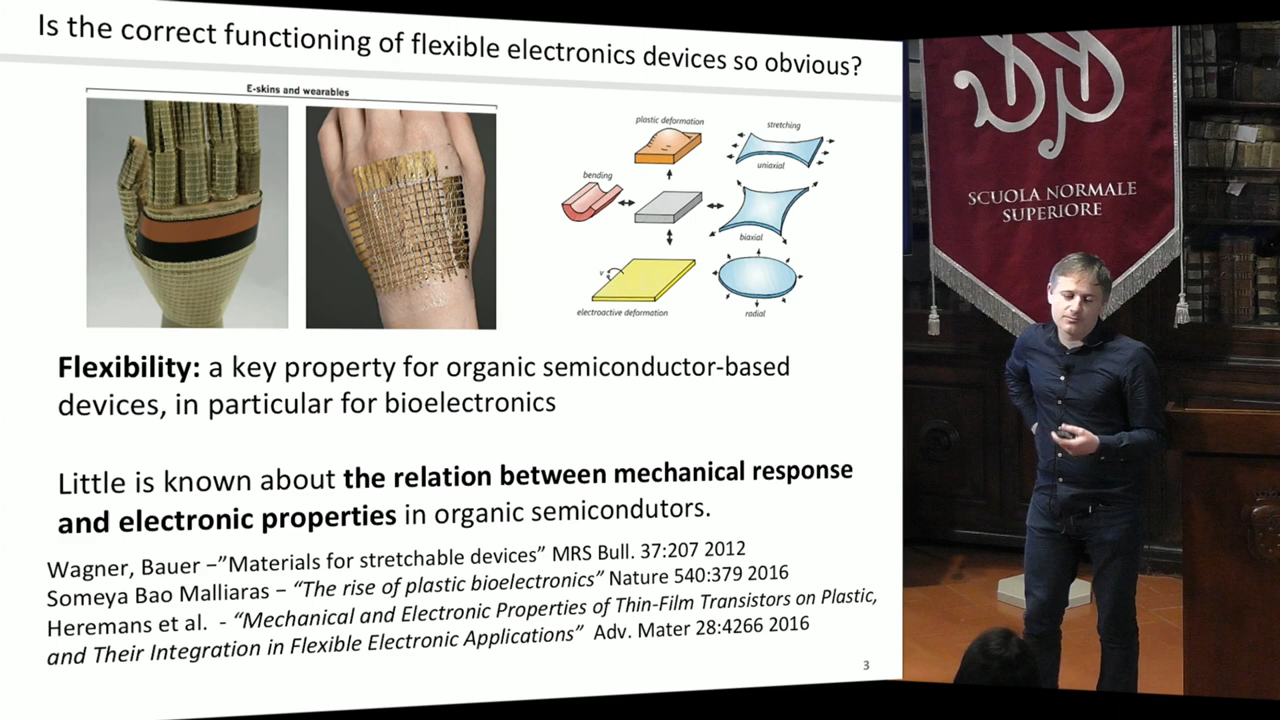 Is the correct functioning of flexible electronics devices so obvious?
E-skins and wearables
plastic deformation
stretching
uniaxial
bending
biaxial
v
electroactive deformation
radial
Flexibility: a key property for organic semiconductor-based
devices, in particular for bioelectronics
Little is known about the relation between mechanical response
and electronic properties in organic semicondutors.
Wagner, Bauer –”Materials for stretchable devices” MRS Bull. 37:207 2012
Someya Bao Malliaras – “The rise of plastic bioelectronics” Nature 540:379 2016
Heremans et al. - “Mechanical and Electronic Properties of Thin-Film Transistors on Plastic,
and Their Integration in Flexible Electronic Applications” Adv. Mater 28:4266 2016
3
SCUOLA NORMALE
SUPERIORE